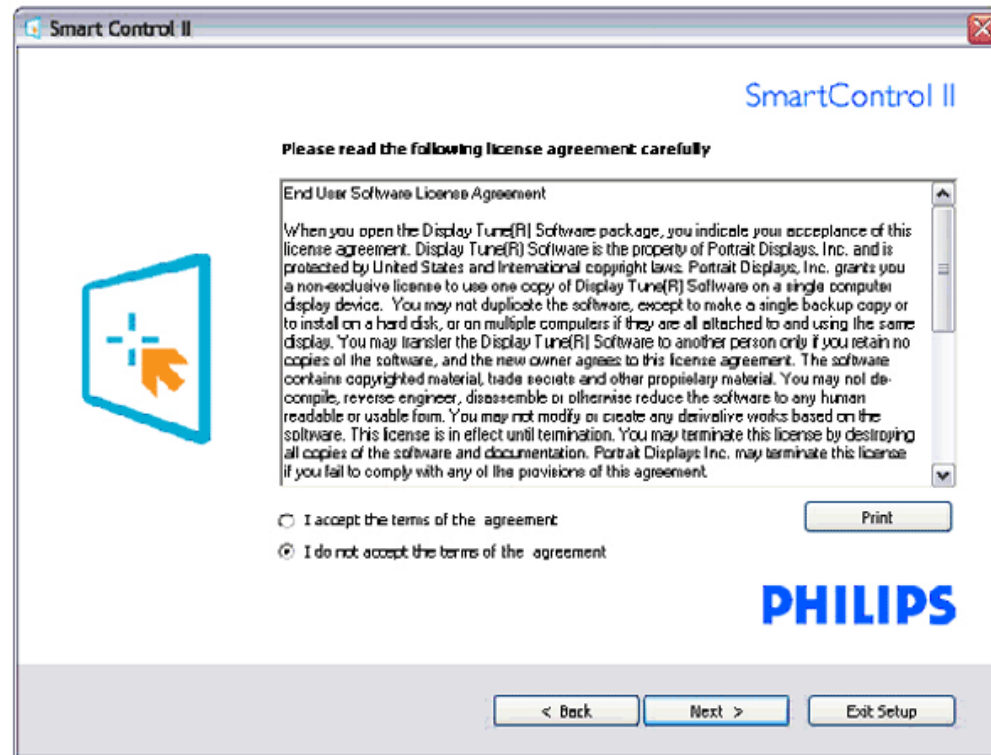 Smart Control II
SmartControl II
Please read the following license agreement carefully
End User Software License Agreement
When you open the Display Tune(R) Software package, you indicate your acceptance of this
license agreement. Display Tune(R) Software is the property of Portrait Displays, Inc. and is
protected by United States and International copyright laws. Portrait Displays, Inc. grants you
a non-exclusive license to use one copy of Display Tune(R) Software on a single computer
display device.  You may not duplicate the software, except to make a single backup copy or
to install on a hard disk, or on multiple computers if they are all attached to and using the same
display. You may transfer the Display Tune(R) Software to another person only if you retain no
copies of the software, and the new owner agrees to this license agreement. The software
contains copyrighted material, trade secrets and other proprietary material. You may not de-
compile, reverse engineer, disassemble or otherwise reduce the software to any human
readable or usable form. You may not modify or create any derivative works based on the
software. This license is in effect until termination. You may terminate this license by destroying
all copies of the software and documentation. Portrait Displays Inc. may terminate this license
if you fail to comply with any of the provisions of this agreement.
I accept the terms of the agreement
Print
I do not accept the terms of the agreement
PHILIPS
< Back
Next >
Exit Setup